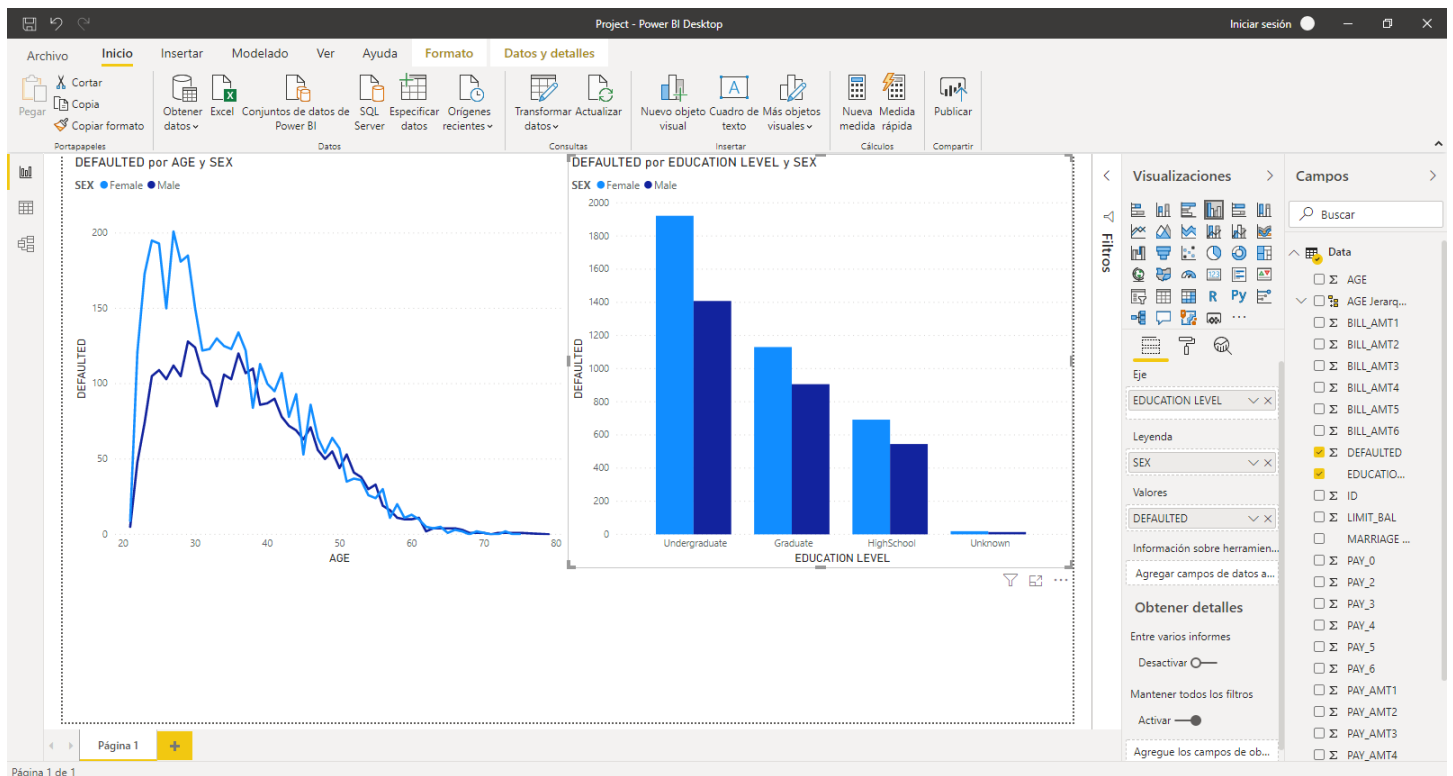 Project - Power BI Desktop
Iniciar sesión
Archivo Inicio Insertar Modelado Ver Ayuda Formato Datos y detalles
Pegar
Cortar
Copia
Copiar formato
Portapapeles
Obtener datos
Excel
Conjuntos de datos de Power BI
SQL Server
Especificar datos
Orígenes recientes
Datos
Transformar datos
Actualizar
Consultas
Nuevo objeto visual
Cuadro de texto
Más objetos visuales
Insertar
Nueva medida
Medida rápida
Cálculos
Publicar
Compartir
DEFAULTED por AGE y SEX
SEX Female Male
200
150
100
50
0
DEFAULTED
20 30 40 50 60 70 80
AGE
DEFAULTED por EDUCATION LEVEL y SEX
SEX Female Male
2000
1800
1600
1400
1200
1000
800
600
400
200
0
DEFAULTED
Undergraduate Graduate HighSchool Unknown
EDUCATION LEVEL
Filtros
Visualizaciones
123
R Py
Eje
EDUCATION LEVEL
Leyenda
SEX
Valores
DEFAULTED
Información sobre herramien...
Agregar campos de datos a...
Obtener detalles
Entre varios informes
Desactivar
Mantener todos los filtros
Activar
Agregue los campos de ob...
Campos
Buscar
Data
AGE
AGE Jerarq...
BILL_AMT1
BILL_AMT2
BILL_AMT3
BILL_AMT4
BILL_AMT5
BILL_AMT6
DEFAULTED
EDUCATIO...
ID
LIMIT_BAL
MARRIAGE ...
PAY_0
PAY_2
PAY_3
PAY_4
PAY_5
PAY_6
PAY_AMT1
PAY_AMT2
PAY_AMT3
PAY_AMT4
Página 1
Página 1 de 1